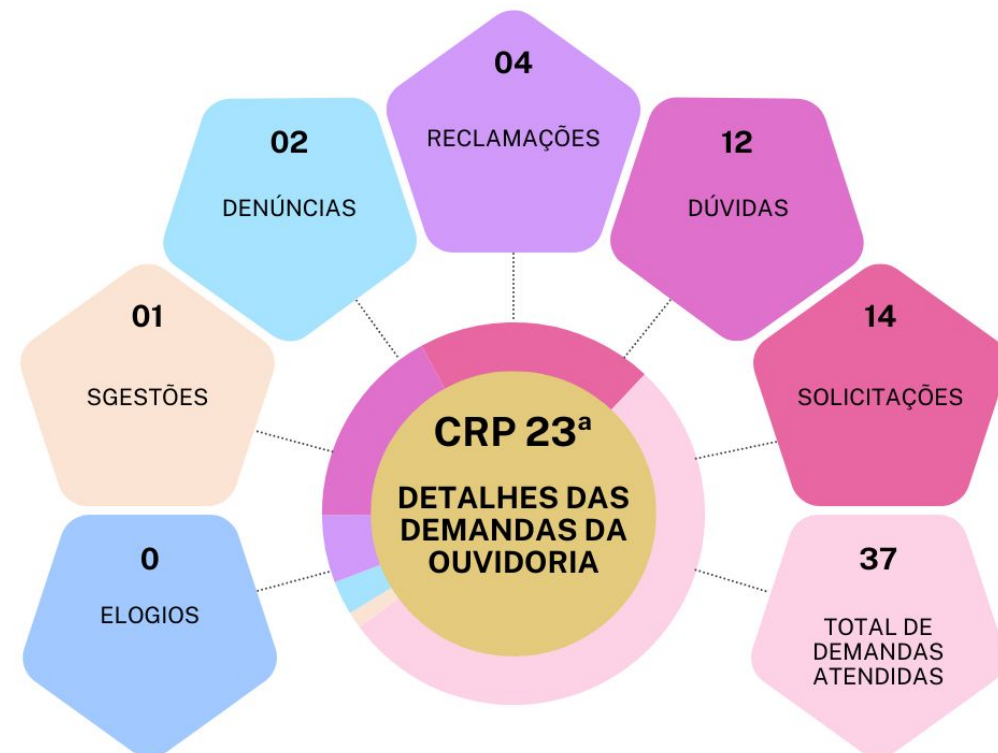 04
RECLAMAÇÕES
02
DENÚNCIAS
12
DÚVIDAS
01
SGESTÕES
14
SOLICITAÇÕES
CRP 23ª
DETALHES DAS
DEMANDAS DA
OUVIDORIA
0
ELOGIOS
37
TOTAL DE
DEMANDAS
ATENDIDAS